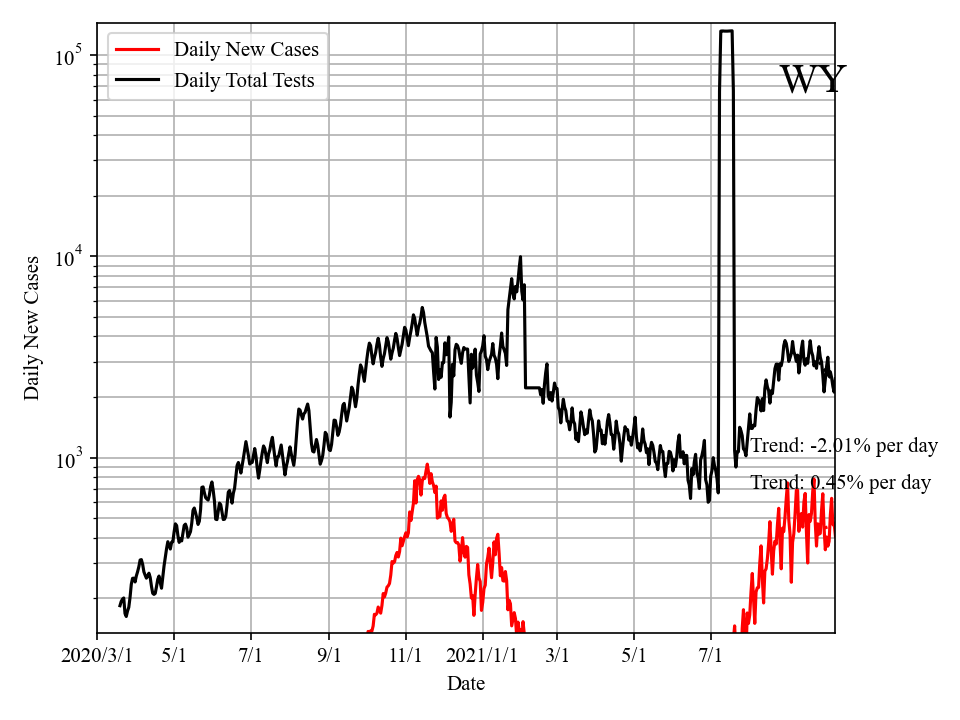 Daily New Cases
Daily Total Tests
WY
10^5
10^4
10^3
Daily New Cases
Trend: -2.01% per day
Trend: 0.45% per day
2020/3/1 5/1 7/1 9/1 11/1 2021/1/1 3/1 5/1 7/1
Date